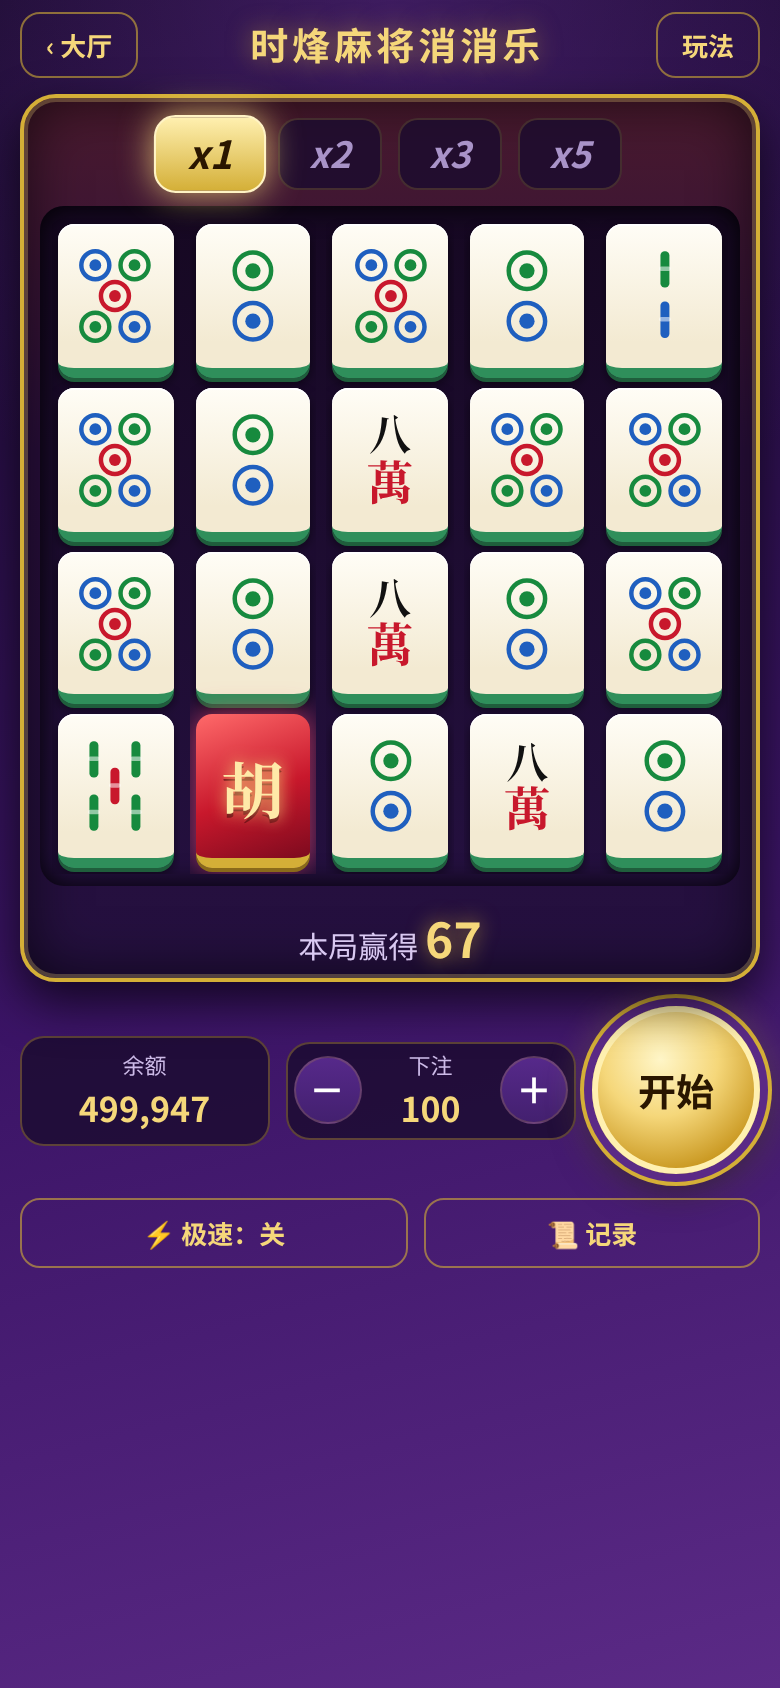 ‹ 大厅
时烽麻将消消乐
玩法
x1 x2 x3 x5
八
萬
八
萬
胡
八
萬
本局赢得 67
余额
499,947
−
下注
100
+
开始
⚡ 极速：关
📜 记录